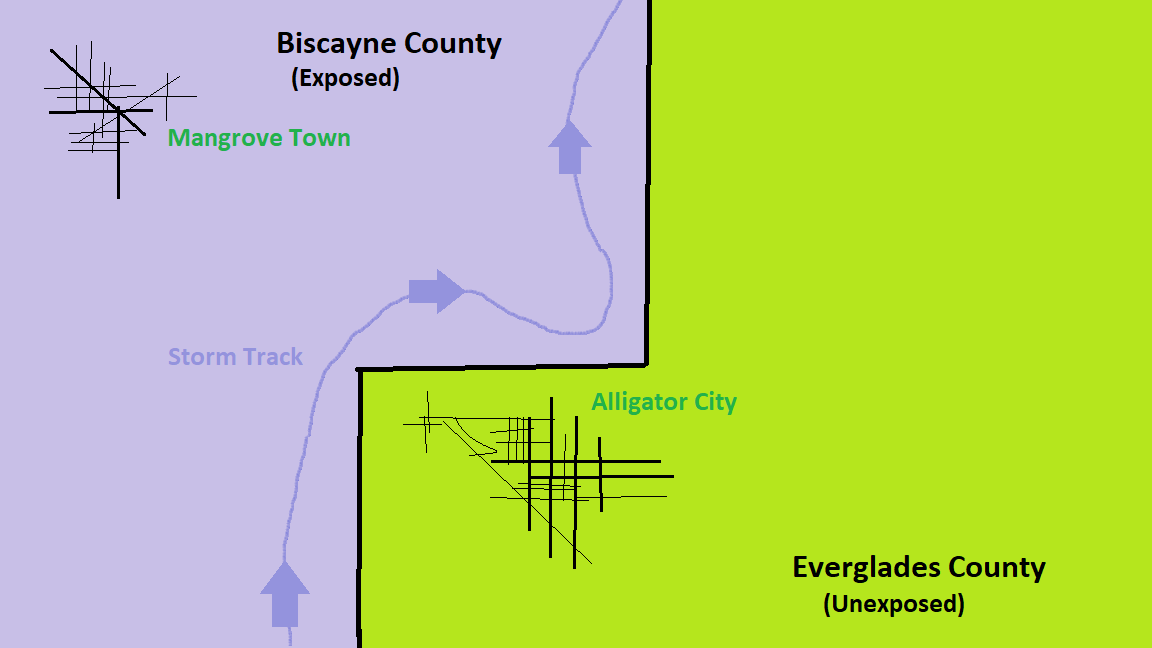 Biscayne County
(Exposed)
Mangrove Town
Storm Track
Alligator City
Everglades County
(Unexposed)